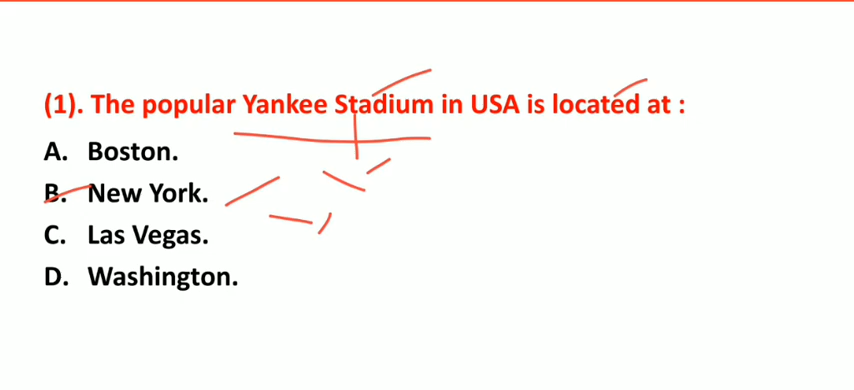 (1). The popular Yankee Stadium in USA is located at :
A. Boston.
B. New York.
C. Las Vegas.
D. Washington.